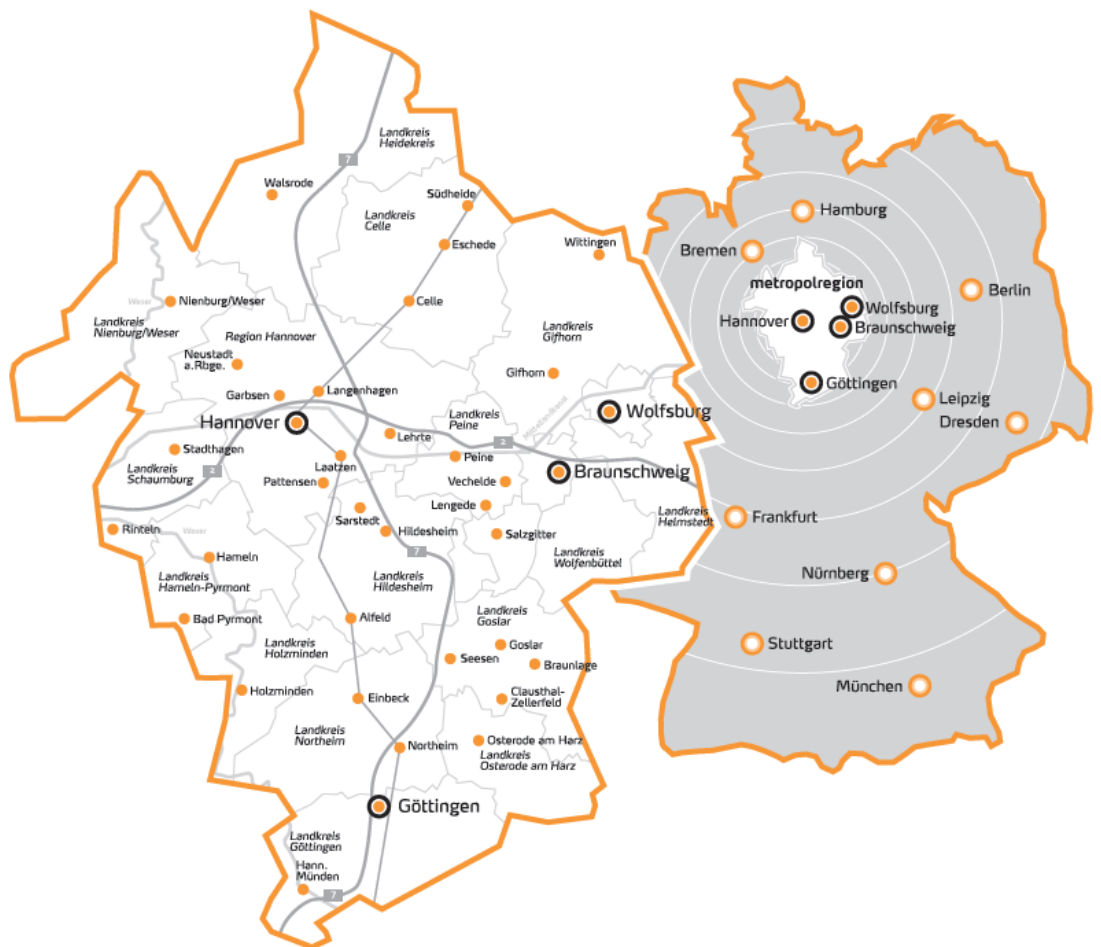 Landkreis
Heidekreis
7
Walsrode
Südheide
Landkreis
Celle
Eschede
Wittingen
Weser
Nienburg/Weser
Celle
Landkreis
Nienburg/Weser
Region Hannover
Landkreis
Gifhorn
Neustadt
a.Rbge.
Gifhorn
Garbsen
Langenhagen
Hannover
Landkreis
Peine
Mittellandkanal
Wolfsburg
Lehrte
2
Stadthagen
Laatzen
Peine
Landkreis
Schaumburg
2
Braunschweig
Pattensen
Vechelde
Sarstedt
Lengede
Landkreis
Helmstedt
Rinteln
Weser
Hildesheim
Salzgitter
Hameln
7
Landkreis
Wolfenbüttel
Landkreis
Hameln-Pyrmont
Landkreis
Hildesheim
Bad Pyrmont
Alfeld
Landkreis
Goslar
Landkreis
Holzminden
Goslar
Seesen
Braunlage
Holzminden
Einbeck
Clausthal-
Zellerfeld
Landkreis
Northeim
Northeim
Osterode am Harz
Landkreis
Osterode am Harz
Göttingen
Landkreis
Göttingen
Hann.
Münden
7
Hamburg
Bremen
metropolregion
Berlin
Wolfsburg
Hannover
Braunschweig
Göttingen
Leipzig
Dresden
Frankfurt
Nürnberg
Stuttgart
München